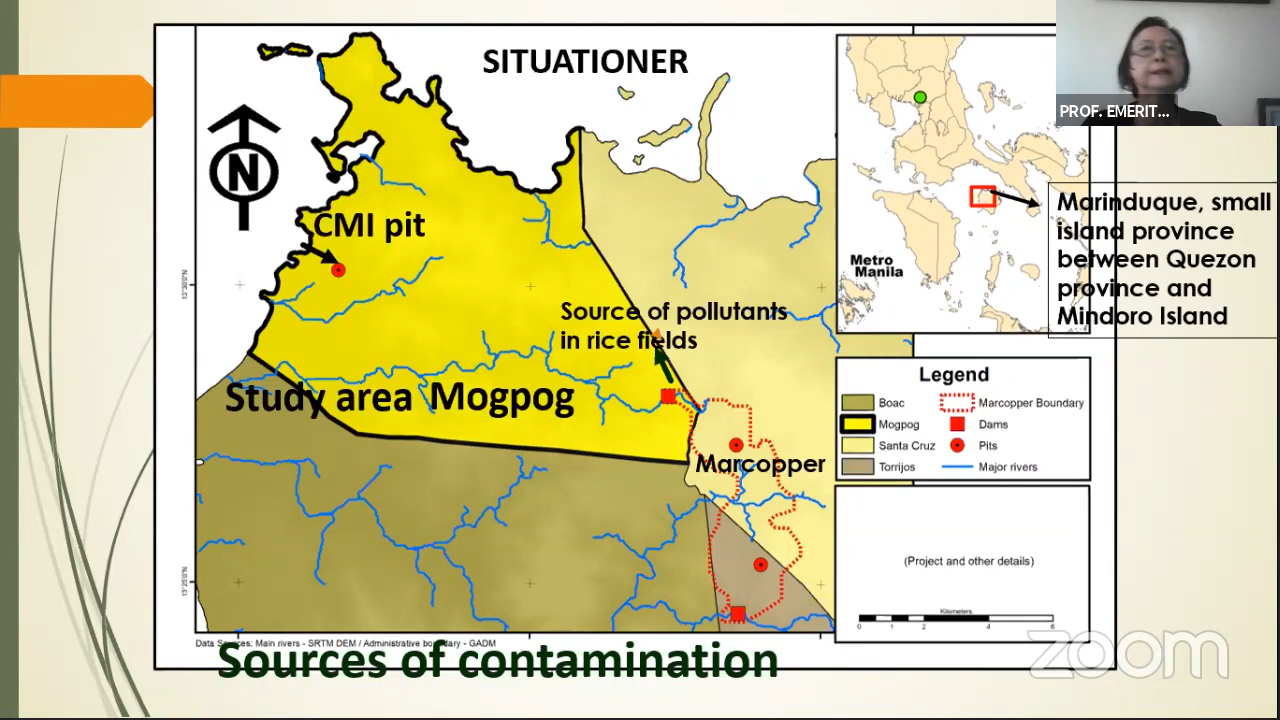 SITUATIONER
PROF. EMERIT...
N
CMI pit
Source of pollutants
in rice fields
Study area Mogpog
Marcopper
Metro
Manila
Marinduque, small
island province
between Quezon
province and
Mindoro Island
Legend
Boac
Mogpog
Santa Cruz
Torrijos
Marcopper Boundary
Dams
Pits
Major rivers
(Project and other details)
Kilometers
0 1 2 4 6
Data Sources: Main rivers - SRTM DEM / Administrative boundary - GADM
Sources of contamination
zoom